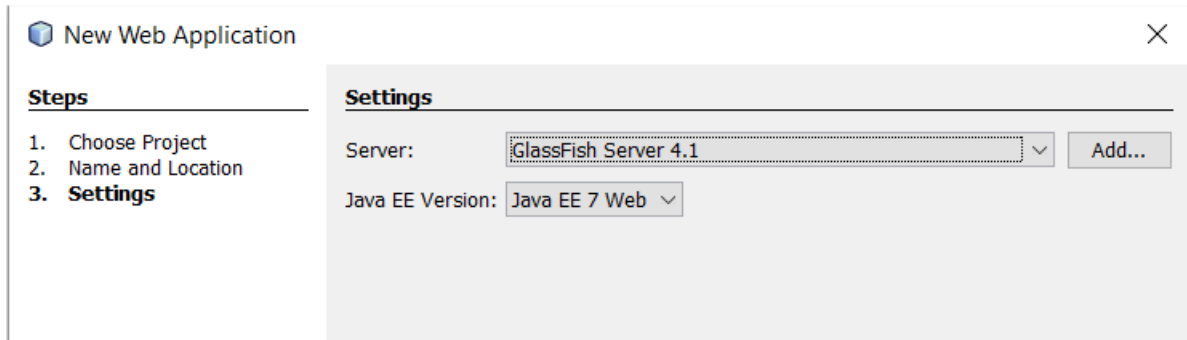 New Web Application
Steps
1. Choose Project
2. Name and Location
3. Settings
Settings
Server: GlassFish Server 4.1 Add...
Java EE Version: Java EE 7 Web